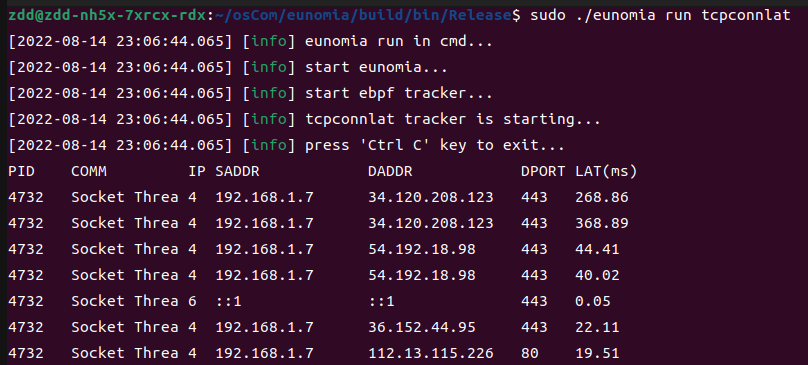 zdd@zdd-nh5x-7xrcx-rdx:~/osCom/eunomia/build/bin/Release$ sudo ./eunomia run tcpconnlat
[2022-08-14 23:06:44.065] [info] eunomia run in cmd...
[2022-08-14 23:06:44.065] [info] start eunomia...
[2022-08-14 23:06:44.065] [info] start ebpf tracker...
[2022-08-14 23:06:44.065] [info] tcpconnlat tracker is starting...
[2022-08-14 23:06:44.065] [info] press 'Ctrl C' key to exit...
PID    COMM         IP SADDR            DADDR            DPORT LAT(ms)
4732   Socket Threa 4  192.168.1.7      34.120.208.123   443   268.86
4732   Socket Threa 4  192.168.1.7      34.120.208.123   443   368.89
4732   Socket Threa 4  192.168.1.7      54.192.18.98     443   44.41
4732   Socket Threa 4  192.168.1.7      54.192.18.98     443   40.02
4732   Socket Threa 6  ::1              ::1              443   0.05
4732   Socket Threa 4  192.168.1.7      36.152.44.95     443   22.11
4732   Socket Threa 4  192.168.1.7      112.13.115.226   80    19.51